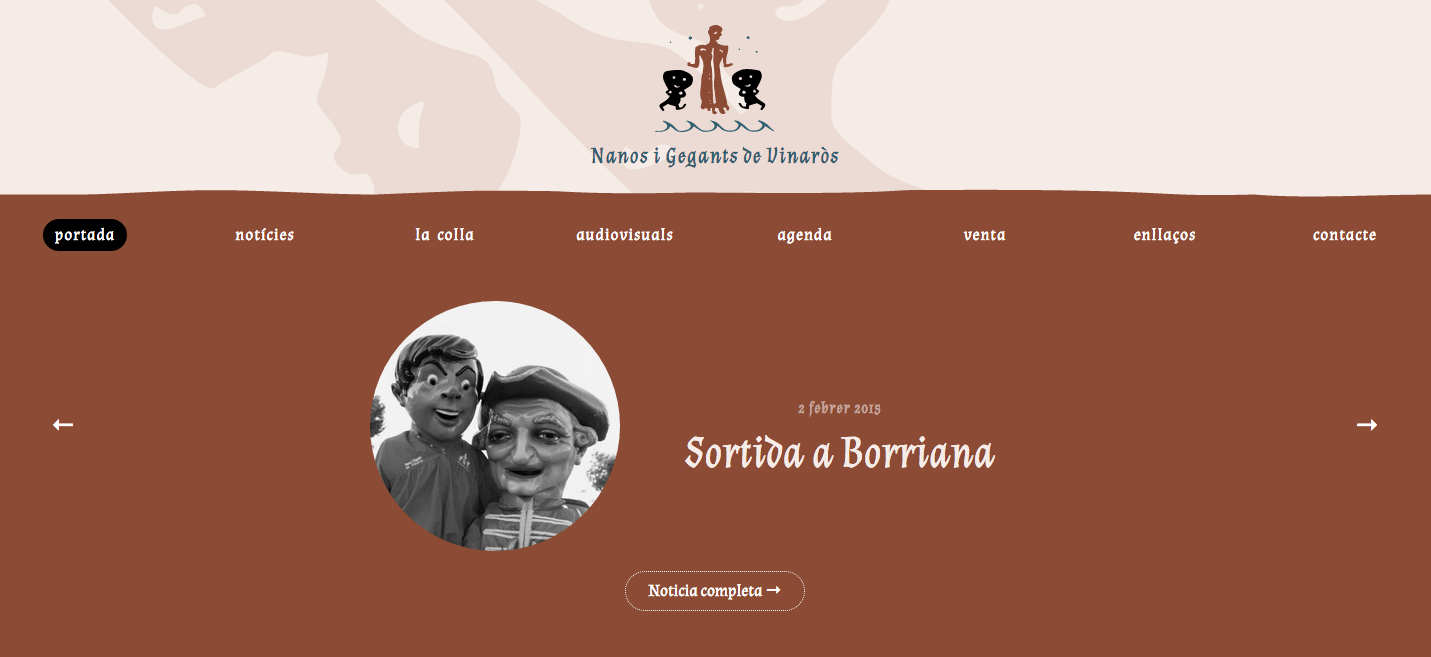 Nanos i Gegants de Vinaròs
portada notícies la colla audiovisuals agenda venta enllaços contacte
2 febrer 2015
Sortida a Borriana
Noticia completa →